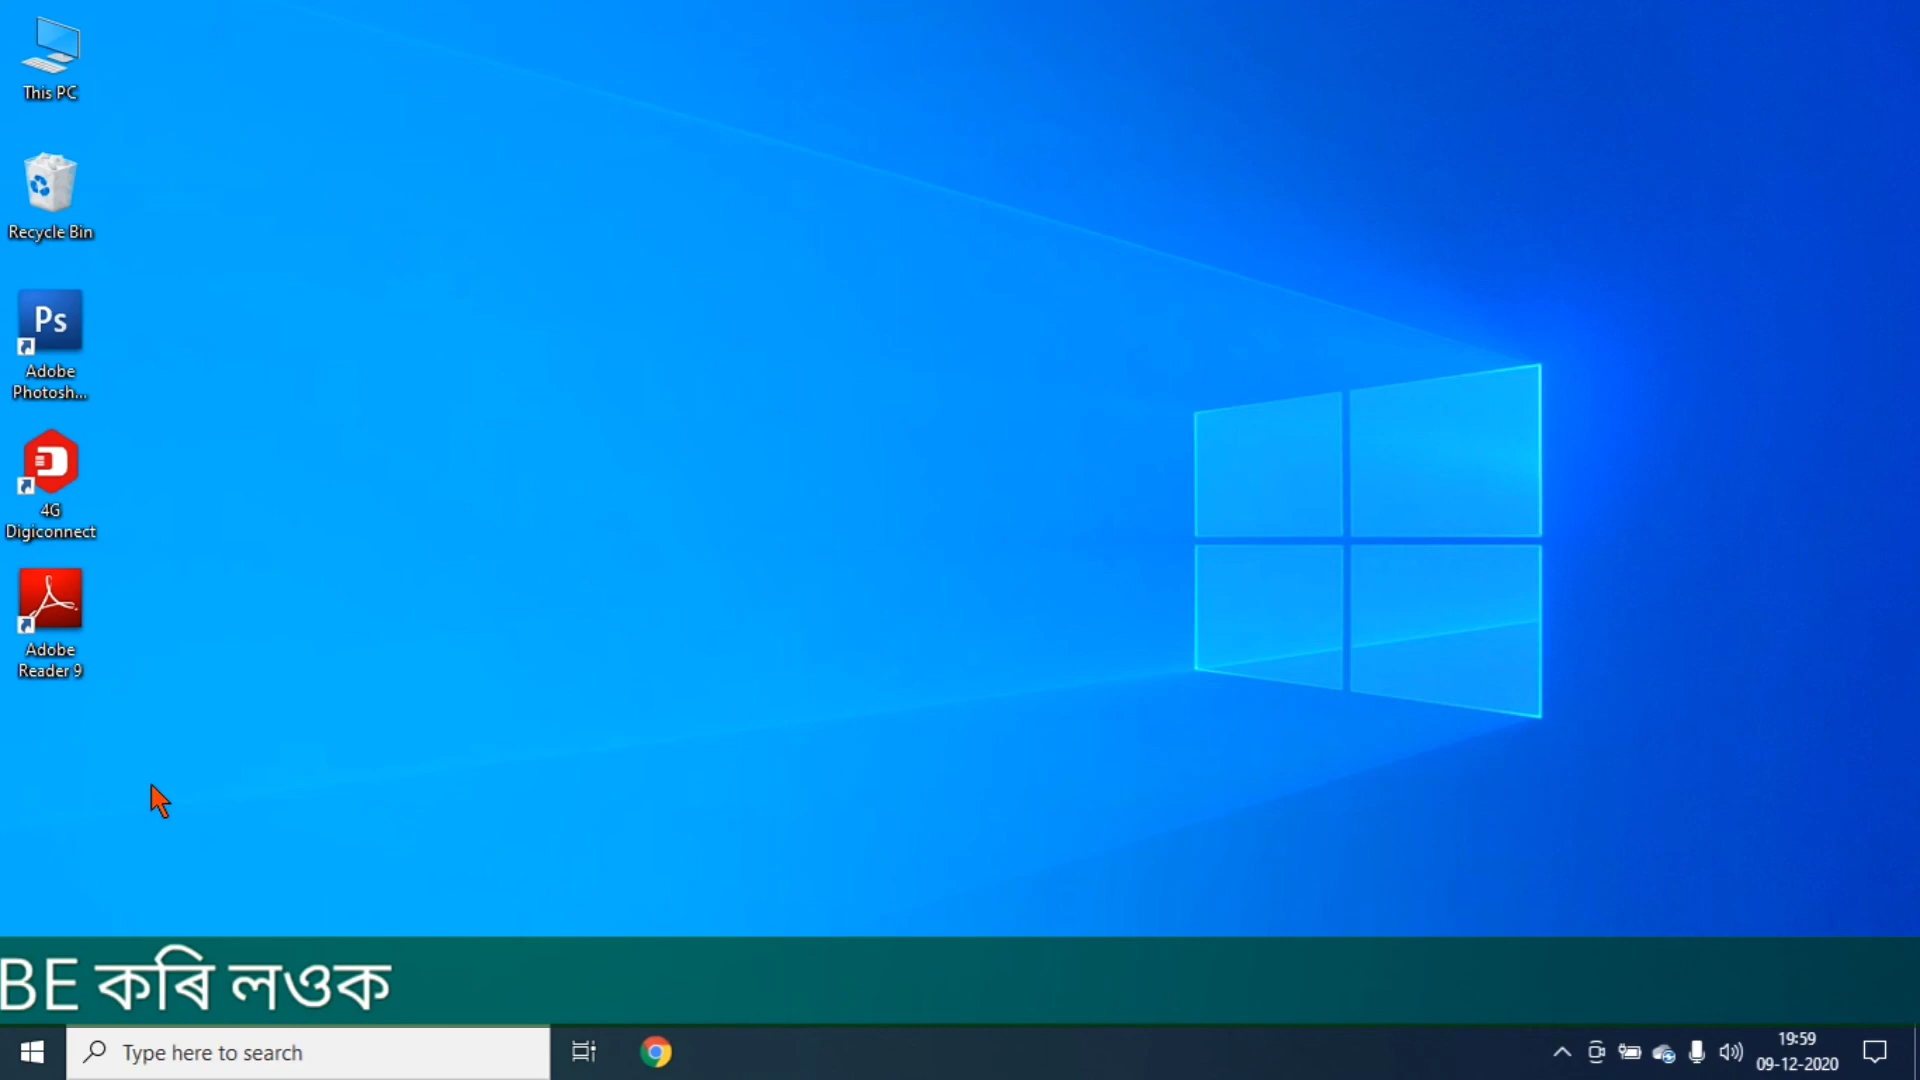 This PC
Recycle Bin
Ps
Adobe
Photosh...
4G
Digiconnect
Adobe
Reader 9
BE কৰি লওক
Type here to search
19:59
09-12-2020